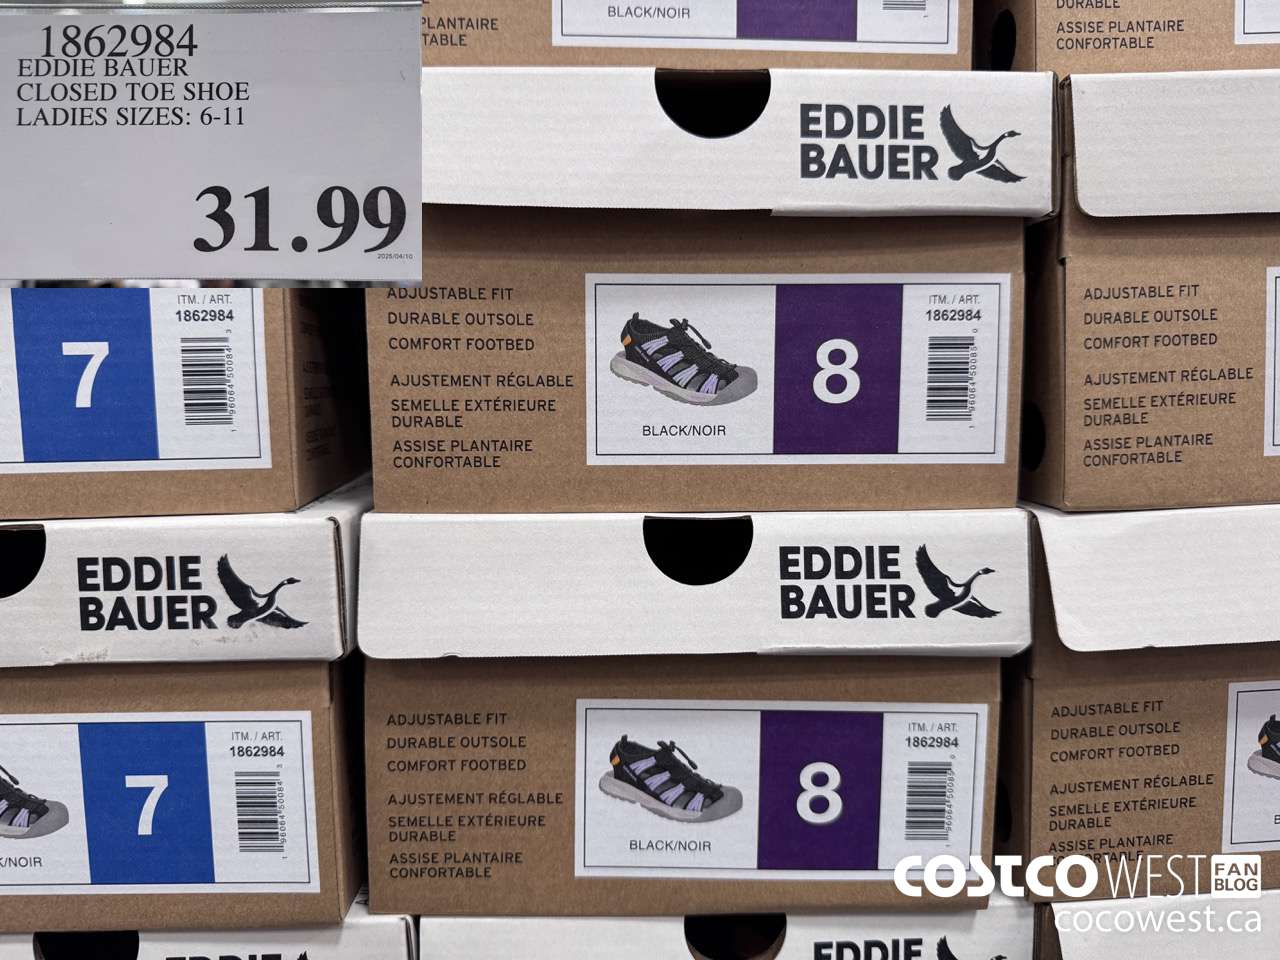 1862984
EDDIE BAUER
CLOSED TOE SHOE
LADIES SIZES: 6-11
31.99
BLACK/NOIR
PLANTAIRE
TABLE
DURABLE
ASSISE PLANTAIRE
CONFORTABLE
EDDIE
BAUER
ITM. / ART.
1862984
7
ADJUSTABLE FIT
DURABLE OUTSOLE
COMFORT FOOTBED
AJUSTEMENT RÉGLABLE
SEMELLE EXTÉRIEURE
DURABLE
ASSISE PLANTAIRE
CONFORTABLE
BLACK/NOIR
8
ITM. / ART.
1862984
ADJUSTABLE FIT
DURABLE OUTSOLE
COMFORT FOOTBED
AJUSTEMENT RÉGLABLE
SEMELLE EXTÉRIEURE
DURABLE
ASSISE PLANTAIRE
CONFORTABLE
EDDIE
BAUER
EDDIE
BAUER
K/NOIR
7
ITM. / ART.
1862984
ADJUSTABLE FIT
DURABLE OUTSOLE
COMFORT FOOTBED
AJUSTEMENT RÉGLABLE
SEMELLE EXTÉRIEURE
DURABLE
ASSISE PLANTAIRE
CONFORTABLE
BLACK/NOIR
8
ITM. / ART.
1862984
ADJUSTABLE FIT
DURABLE OUTSOLE
COMFORT FOOTBED
AJUSTEMENT RÉGLABLE
SEMELLE EXTÉRIEURE
DURABLE
ASSISE PLANTAIRE
EDDIE
EDDIE
COSTCO WEST FAN BLOG
cocowest.ca